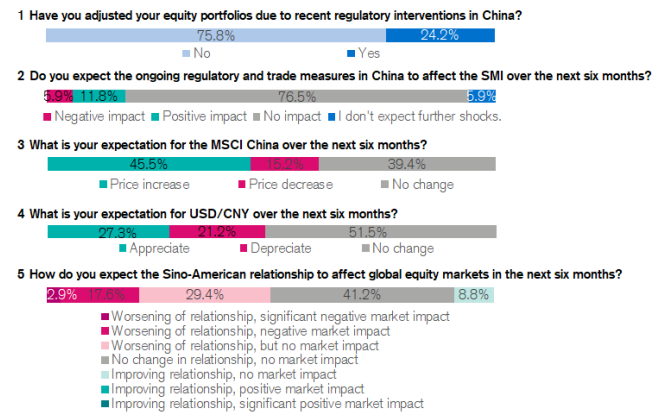 1 Have you adjusted your equity portfolios due to recent regulatory interventions in China?
75.8% 24.2%
No Yes
2 Do you expect the ongoing regulatory and trade measures in China to affect the SMI over the next six months?
5.9% 11.8% 76.5% 5.9%
Negative impact Positive impact No impact I don't expect further shocks.
3 What is your expectation for the MSCI China over the next six months?
45.5% 15.2% 39.4%
Price increase Price decrease No change
4 What is your expectation for USD/CNY over the next six months?
27.3% 21.2% 51.5%
Appreciate Depreciate No change
5 How do you expect the Sino-American relationship to affect global equity markets in the next six months?
2.9% 17.6% 29.4% 41.2% 8.8%
Worsening of relationship, significant negative market impact
Worsening of relationship, negative market impact
Worsening of relationship, but no market impact
No change in relationship, no market impact
Improving relationship, no market impact
Improving relationship, positive market impact
Improving relationship, significant positive market impact